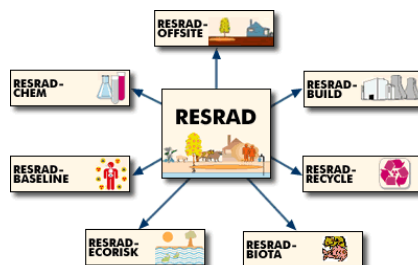 RESRAD-
OFFSITE
RESRAD-
CHEM
RESRAD-
BUILD
RESRAD
RESRAD-
BASELINE
RESRAD-
RECYCLE
RESRAD-
ECORISK
RESRAD-
BIOTA